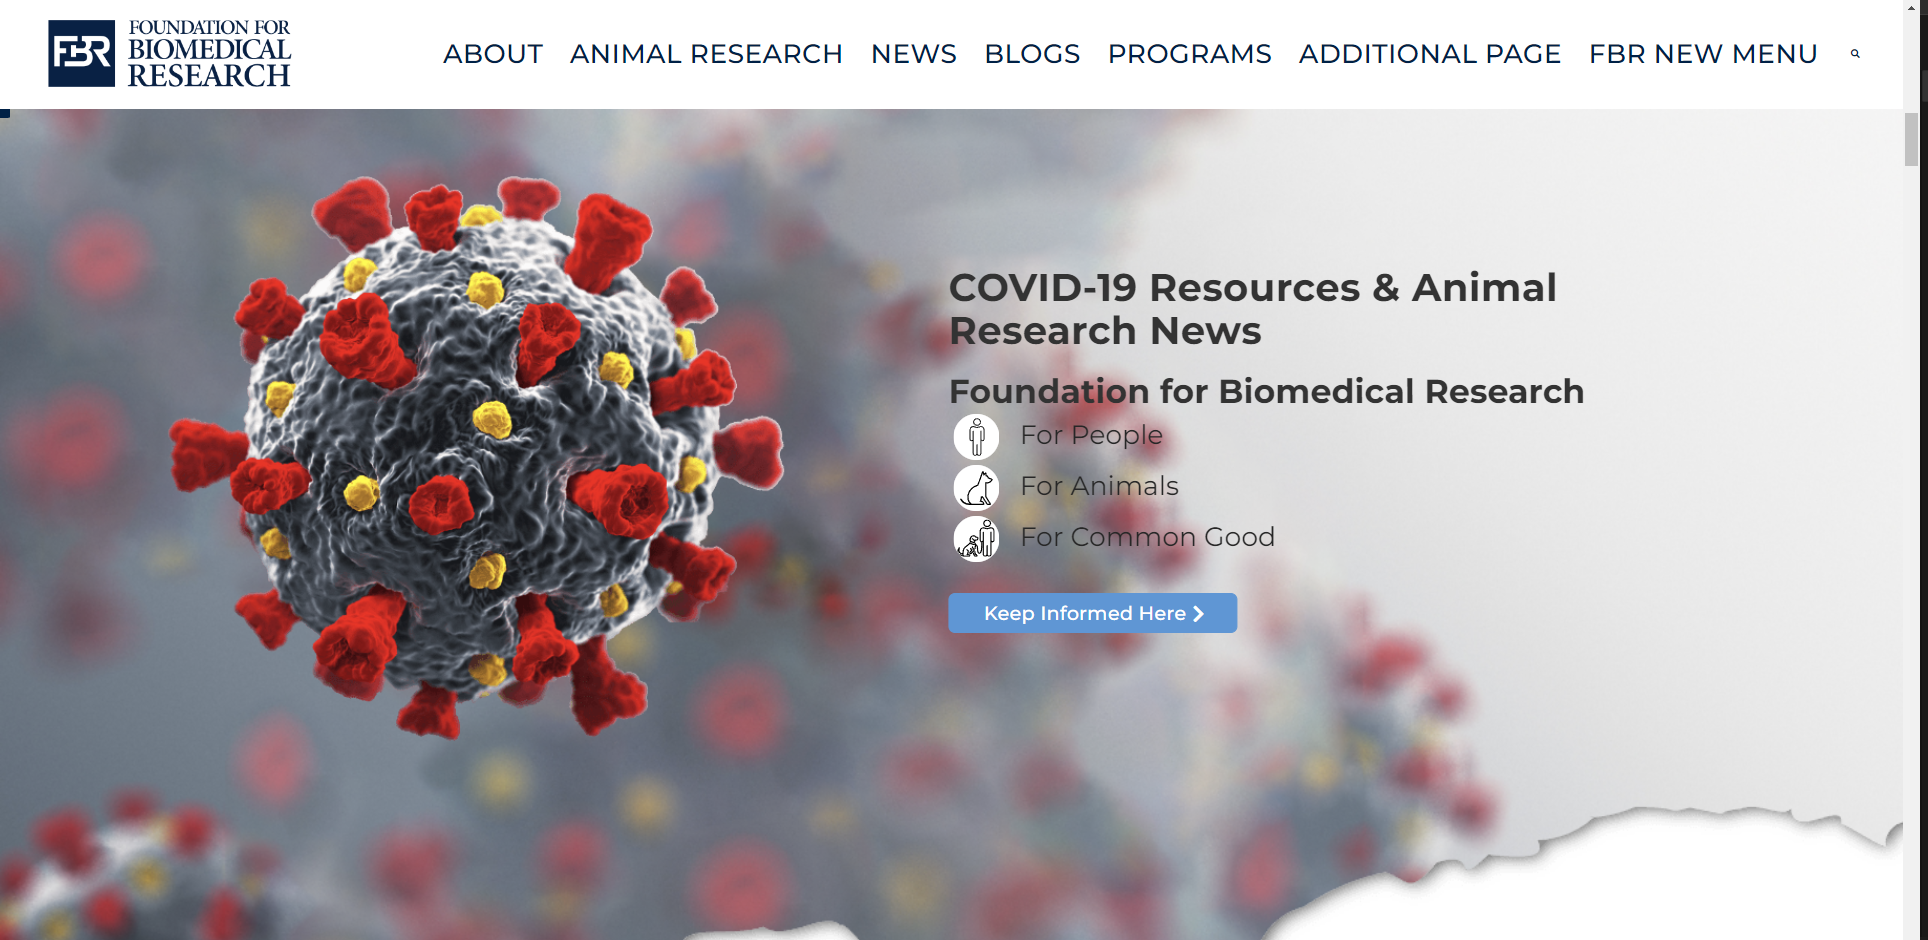 FBR
FOUNDATION FOR
BIOMEDICAL
RESEARCH
ABOUT ANIMAL RESEARCH NEWS BLOGS PROGRAMS ADDITIONAL PAGE FBR NEW MENU
COVID-19 Resources & Animal
Research News
Foundation for Biomedical Research
For People
For Animals
For Common Good
Keep Informed Here